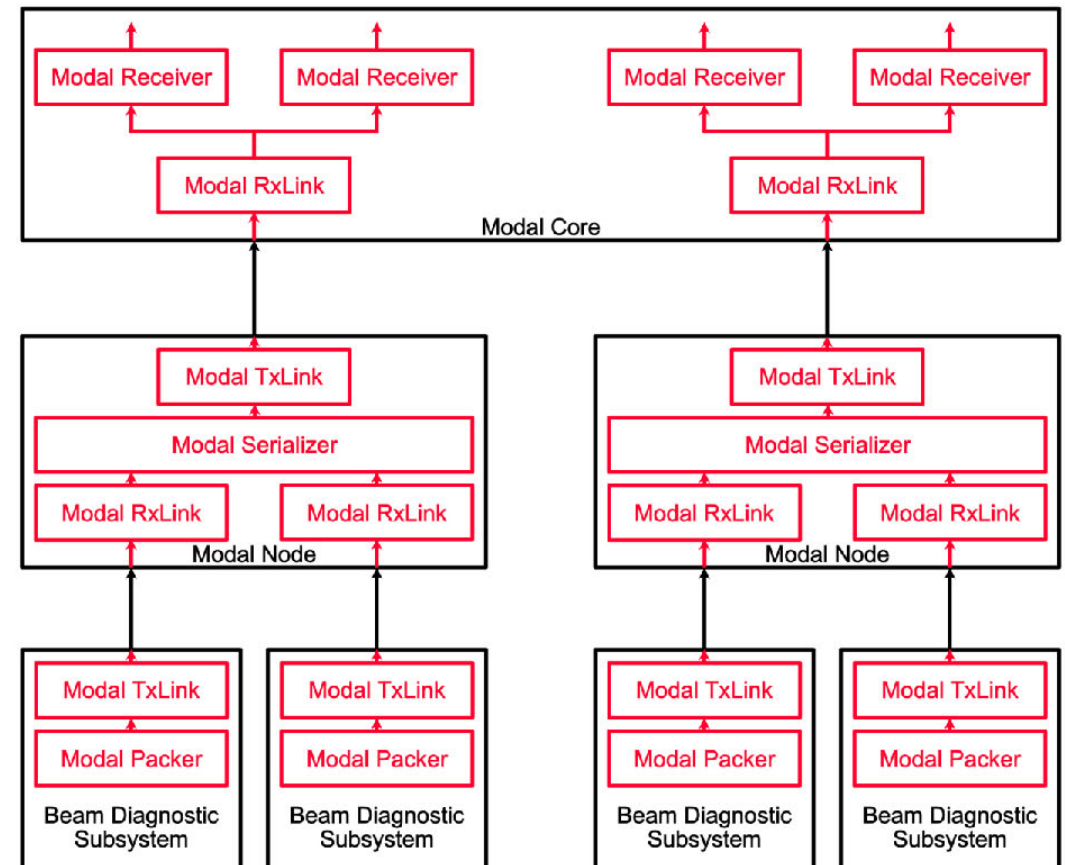 Modal Receiver
Modal Receiver
Modal Receiver
Modal Receiver
Modal RxLink
Modal RxLink
Modal Core
Modal TxLink
Modal TxLink
Modal Serializer
Modal Serializer
Modal RxLink
Modal RxLink
Modal RxLink
Modal RxLink
Modal Node
Modal Node
Modal TxLink
Modal TxLink
Modal TxLink
Modal TxLink
Modal Packer
Modal Packer
Modal Packer
Modal Packer
Beam Diagnostic
Subsystem
Beam Diagnostic
Subsystem
Beam Diagnostic
Subsystem
Beam Diagnostic
Subsystem